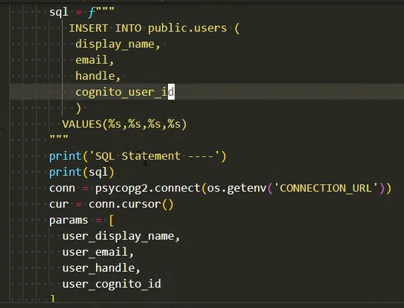 sql = f"""
INSERT INTO public.users (
display_name,
email,
handle,
cognito_user_id
)
VALUES(%s,%s,%s,%s)
"""
print('SQL Statement ----')
print(sql)
conn = psycopg2.connect(os.getenv('CONNECTION_URL'))
cur = conn.cursor()
params = [
user_display_name,
user_email,
user_handle,
user_cognito_id
]